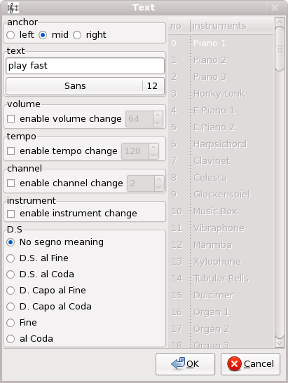 Text
anchor
left mid right
text
play fast
Sans 12
volume
enable volume change 64
tempo
enable tempo change 120
channel
enable channel change 2
instrument
enable instrument change
D.S
No segno meaning
D.S. al Fine
D.S. al Coda
D. Capo al Fine
D. Capo al Coda
Fine
al Coda
no instruments
0 Piano 1
1 Piano 2
2 Piano 3
3 Honky tonk
4 E Piano 1
5 E Piano 2
6 Harpsichord
7 Clavinet
8 Celesta
9 Glockenspiel
10 Music Box
11 Vibraphone
12 Marimba
13 Xylophone
14 Tubular Bells
15 Dulcimer
16 Organ 1
17 Organ 2
18 Organ 3
OK Cancel